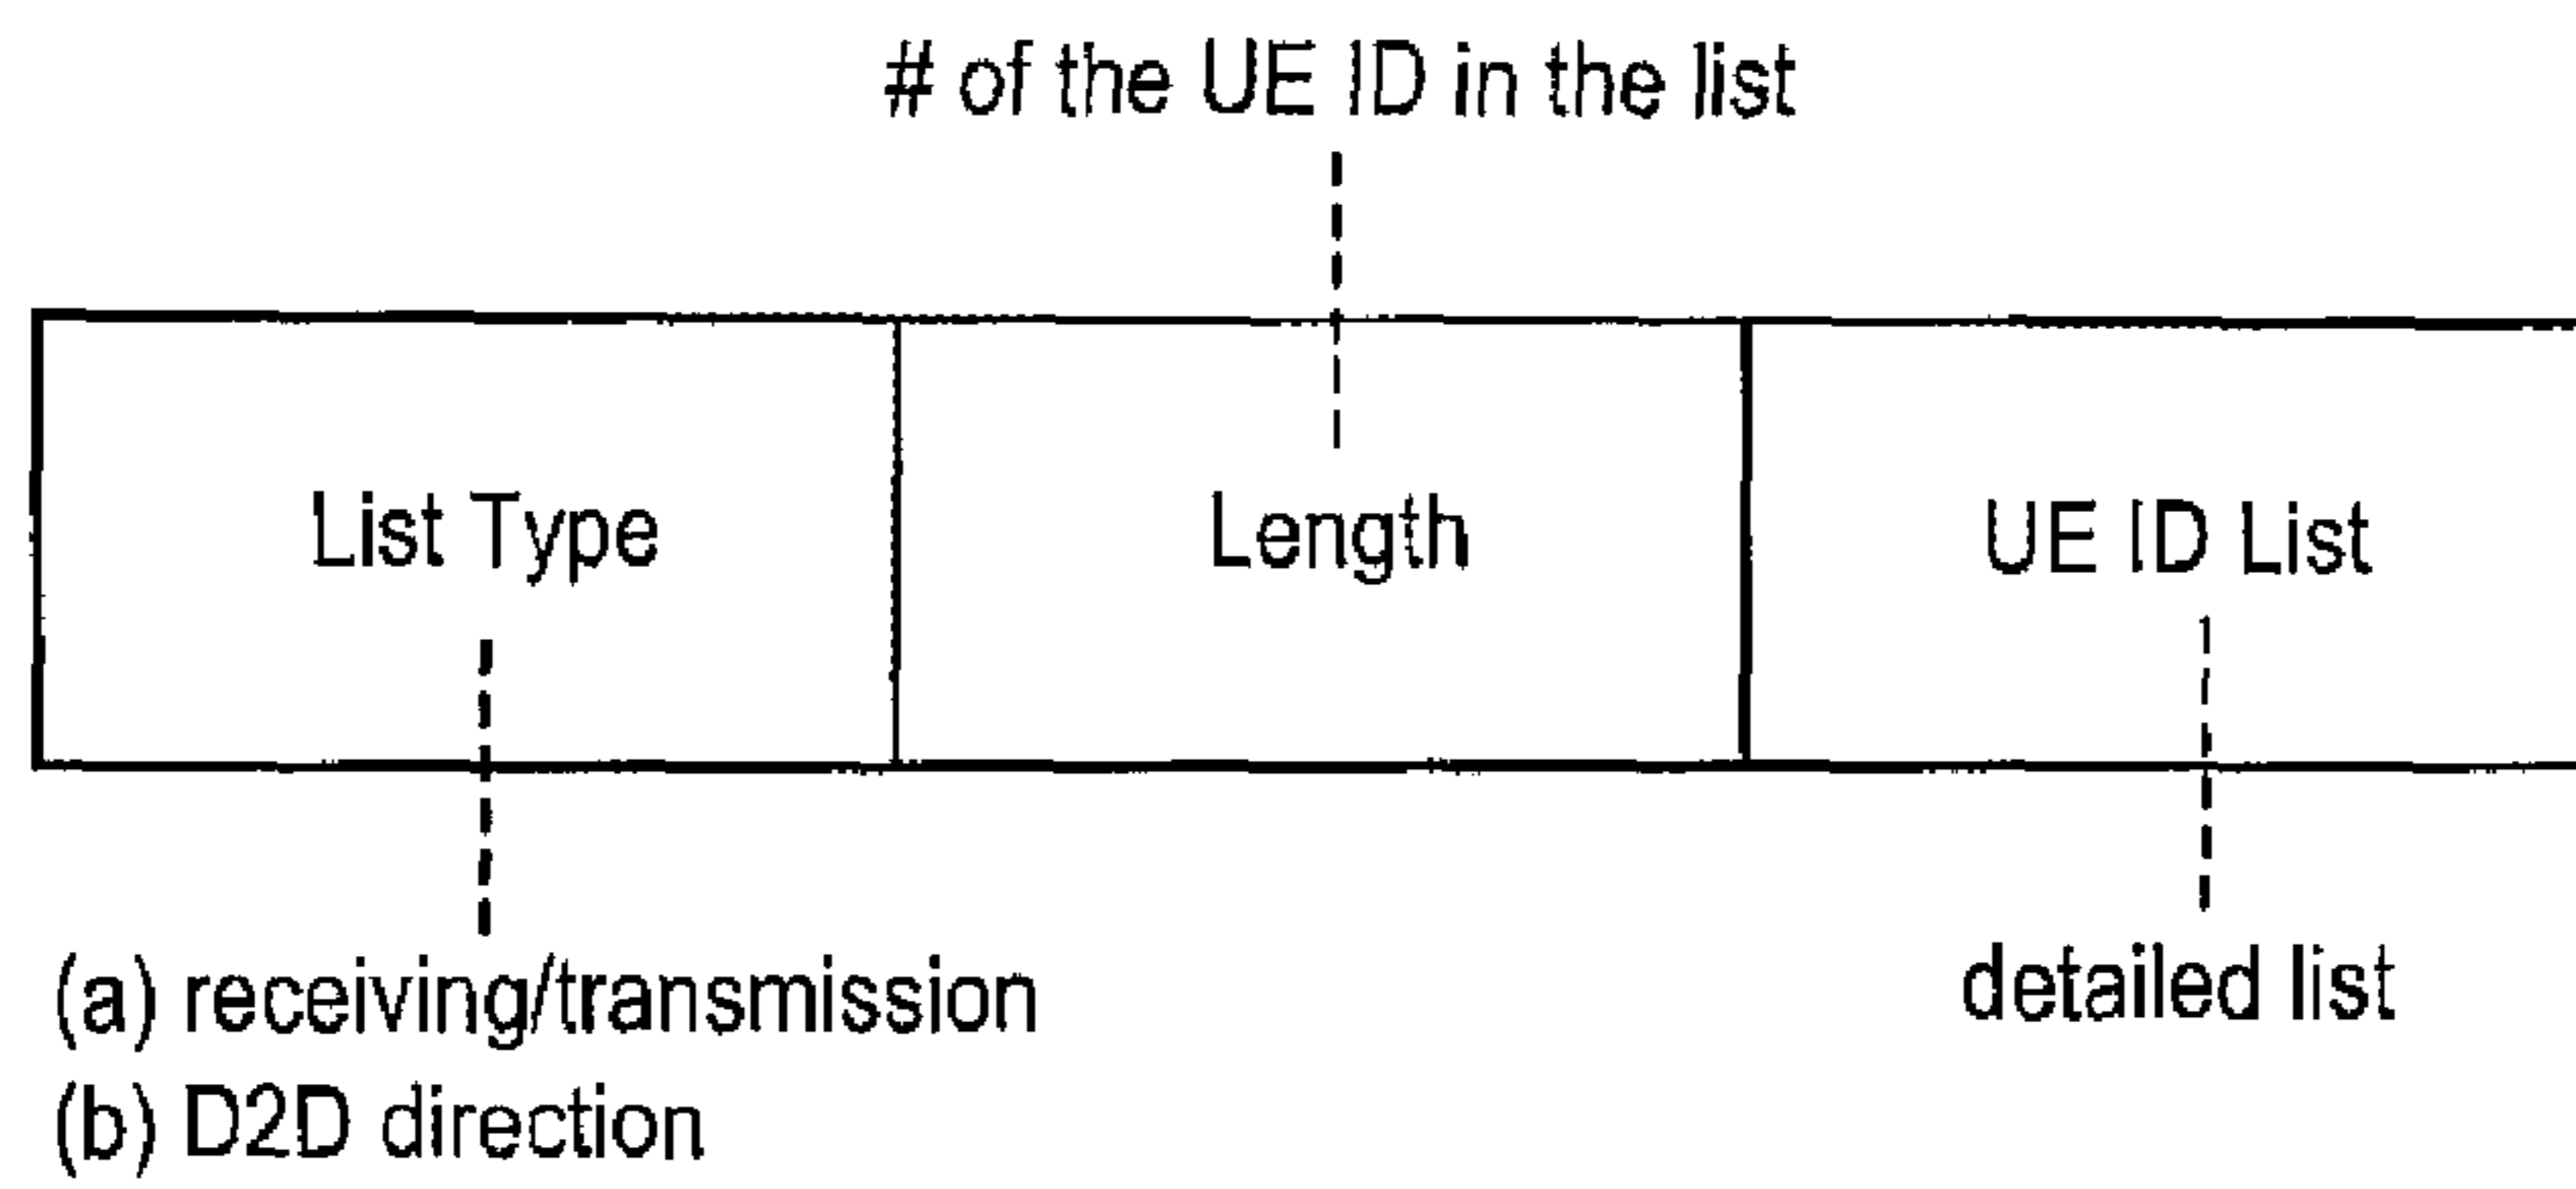 # of the UE ID in the list
List Type
Length
UE ID List
(a) receiving/transmission
detailed list
(b) D2D direction